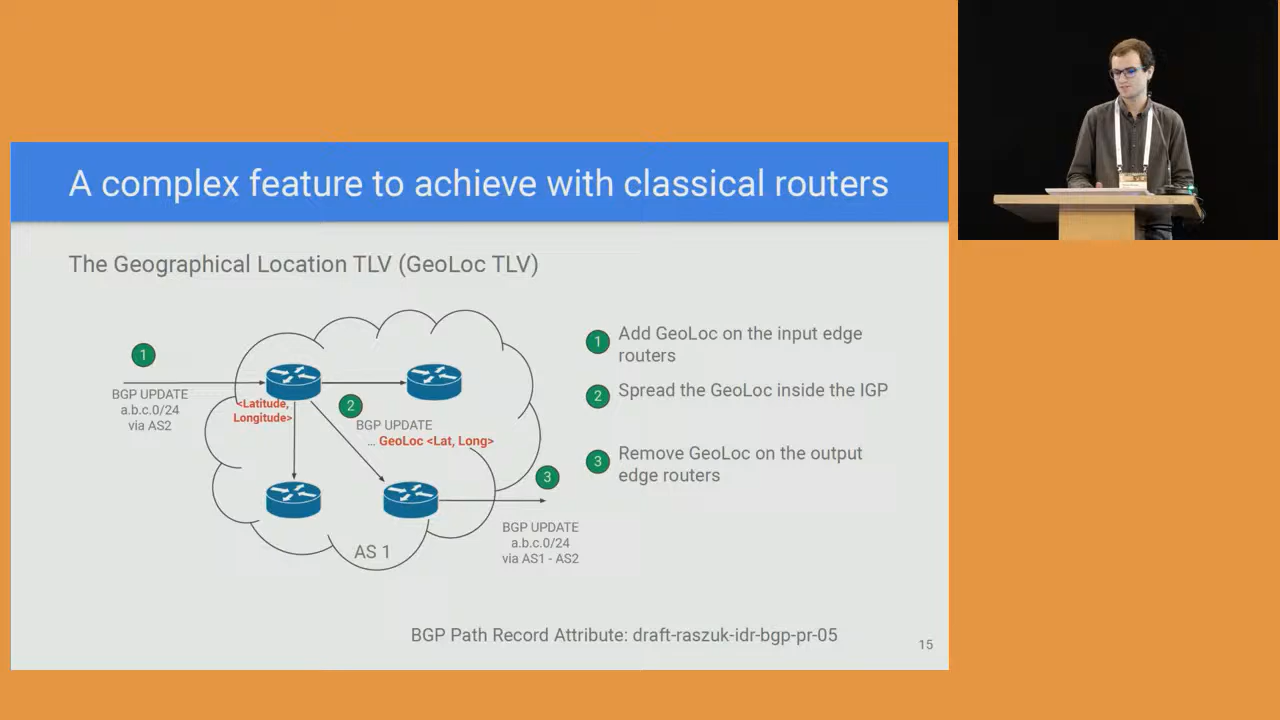 A complex feature to achieve with classical routers
The Geographical Location TLV (GeoLoc TLV)
1
BGP UPDATE
a.b.c.0/24
via AS2
<Latitude,
Longitude>
2
BGP UPDATE
... GeoLoc <Lat, Long>
3
BGP UPDATE
a.b.c.0/24
via AS1 - AS2
AS 1
1 Add GeoLoc on the input edge
routers
2 Spread the GeoLoc inside the IGP
3 Remove GeoLoc on the output
edge routers
BGP Path Record Attribute: draft-raszuk-idr-bgp-pr-05
15